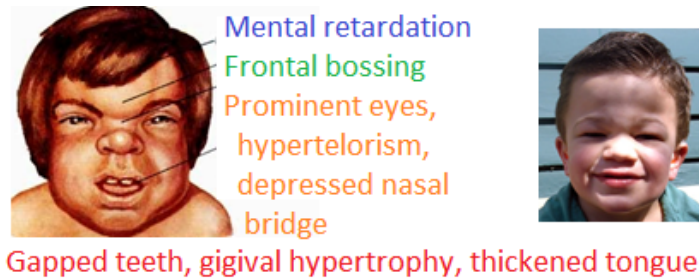 Mental retardation
Frontal bossing
Prominent eyes,
hypertelorism,
depressed nasal
bridge
Gapped teeth, gigival hypertrophy, thickened tongue